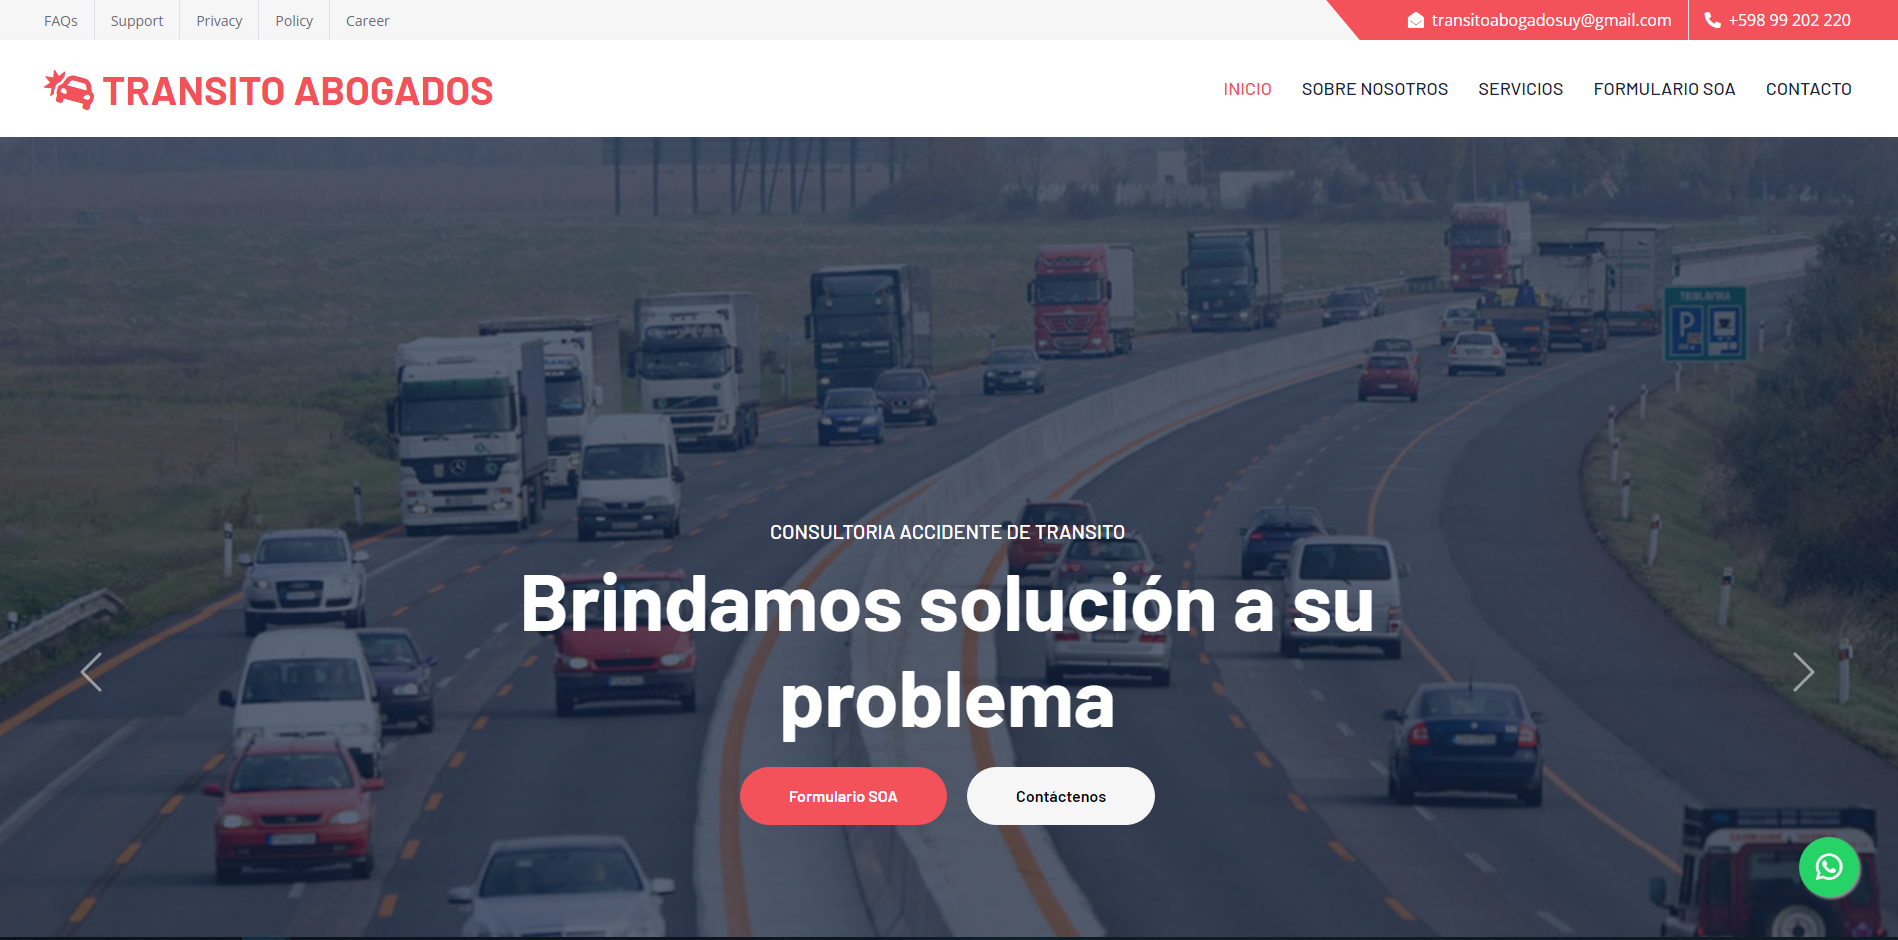 FAQs Support Privacy Policy Career
transitoabogadosuy@gmail.com +598 99 202 220
TRANSITO ABOGADOS
INICIO SOBRE NOSOTROS SERVICIOS FORMULARIO SOA CONTACTO
TRIBLAVINA
P
CONSULTORIA ACCIDENTE DE TRANSITO
Brindamos solución a su
problema
Formulario SOA Contáctenos